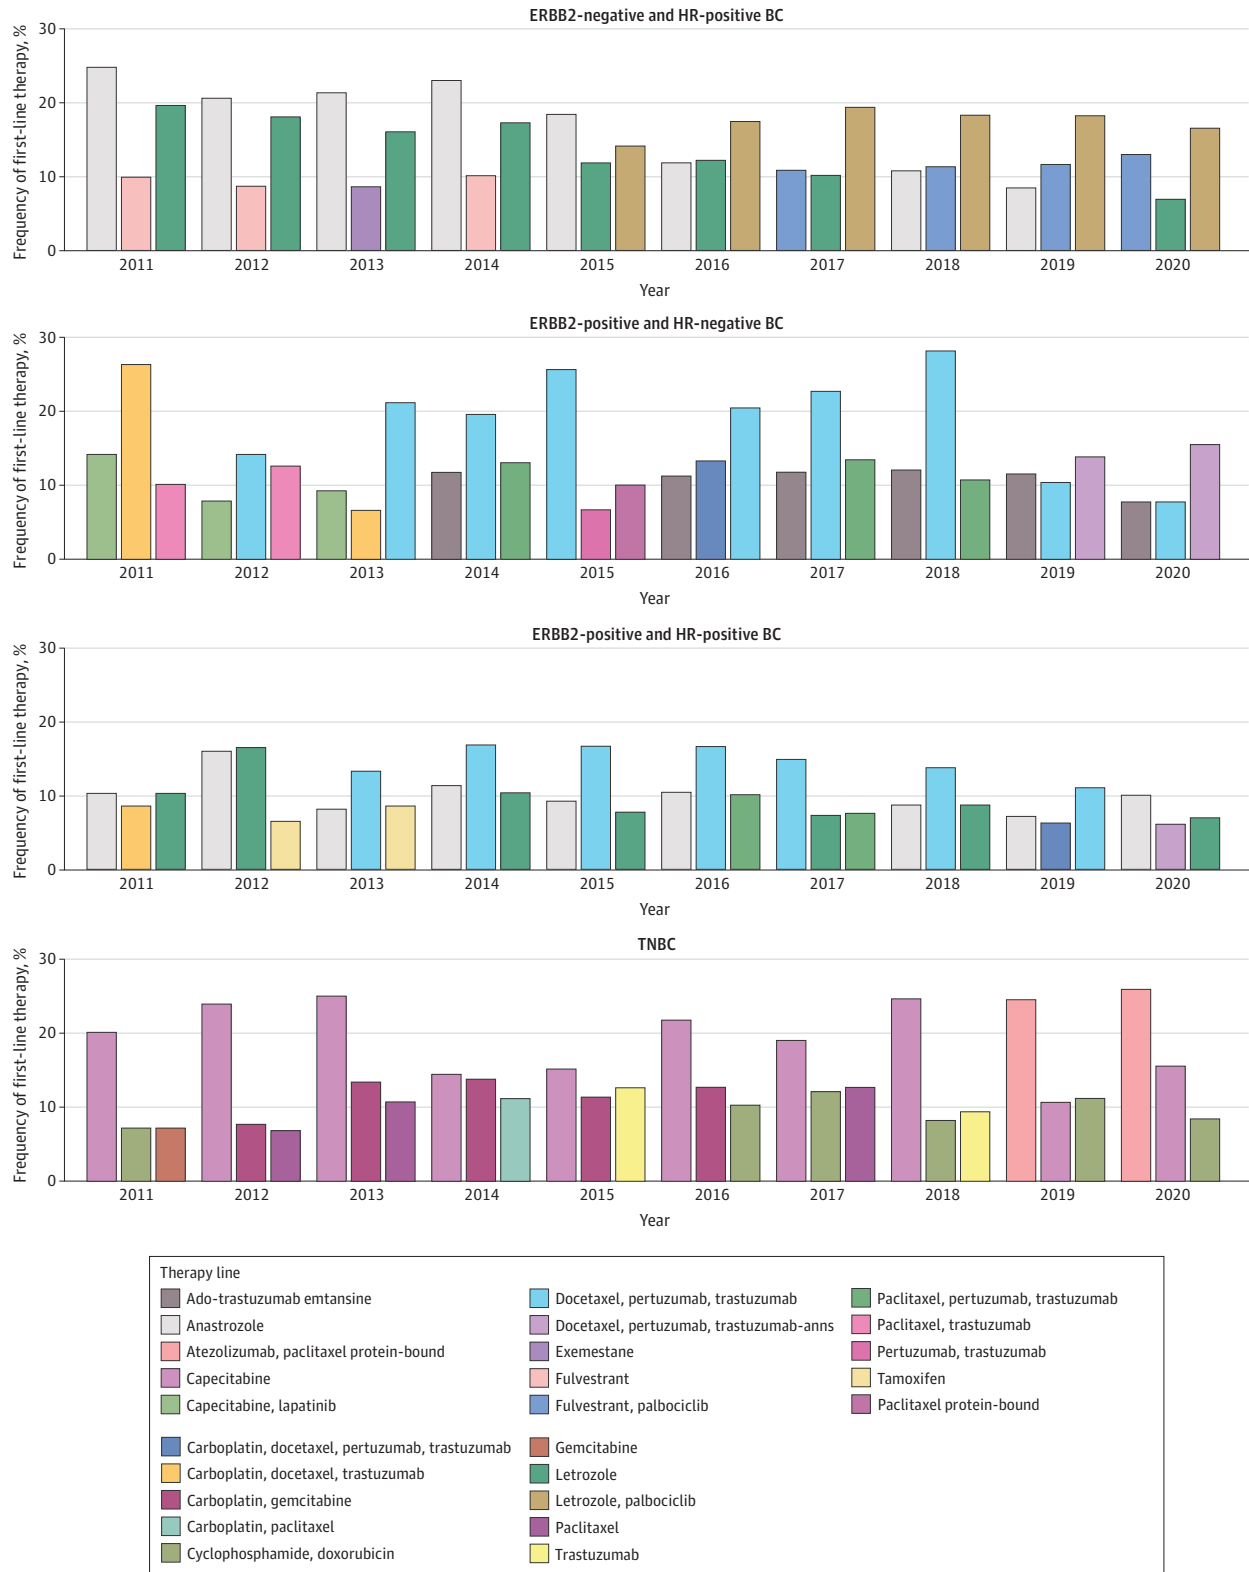 ERBB2-negative and HR-positive BC
Frequency of first-line therapy, %
30
20
10
0
2011 2012 2013 2014 2015 2016 2017 2018 2019 2020
Year
ERBB2-positive and HR-negative BC
Frequency of first-line therapy, %
30
20
10
0
2011 2012 2013 2014 2015 2016 2017 2018 2019 2020
Year
ERBB2-positive and HR-positive BC
Frequency of first-line therapy, %
30
20
10
0
2011 2012 2013 2014 2015 2016 2017 2018 2019 2020
Year
TNBC
Frequency of first-line therapy, %
30
20
10
0
2011 2012 2013 2014 2015 2016 2017 2018 2019 2020
Year
Therapy line
Ado-trastuzumab emtansine
Anastrozole
Atezolizumab, paclitaxel protein-bound
Capecitabine
Capecitabine, lapatinib
Carboplatin, docetaxel, pertuzumab, trastuzumab
Carboplatin, docetaxel, trastuzumab
Carboplatin, gemcitabine
Carboplatin, paclitaxel
Cyclophosphamide, doxorubicin
Docetaxel, pertuzumab, trastuzumab
Docetaxel, pertuzumab, trastuzumab-anns
Exemestane
Fulvestrant
Fulvestrant, palbociclib
Gemcitabine
Letrozole
Letrozole, palbociclib
Paclitaxel
Trastuzumab
Paclitaxel, pertuzumab, trastuzumab
Paclitaxel, trastuzumab
Pertuzumab, trastuzumab
Tamoxifen
Paclitaxel protein-bound